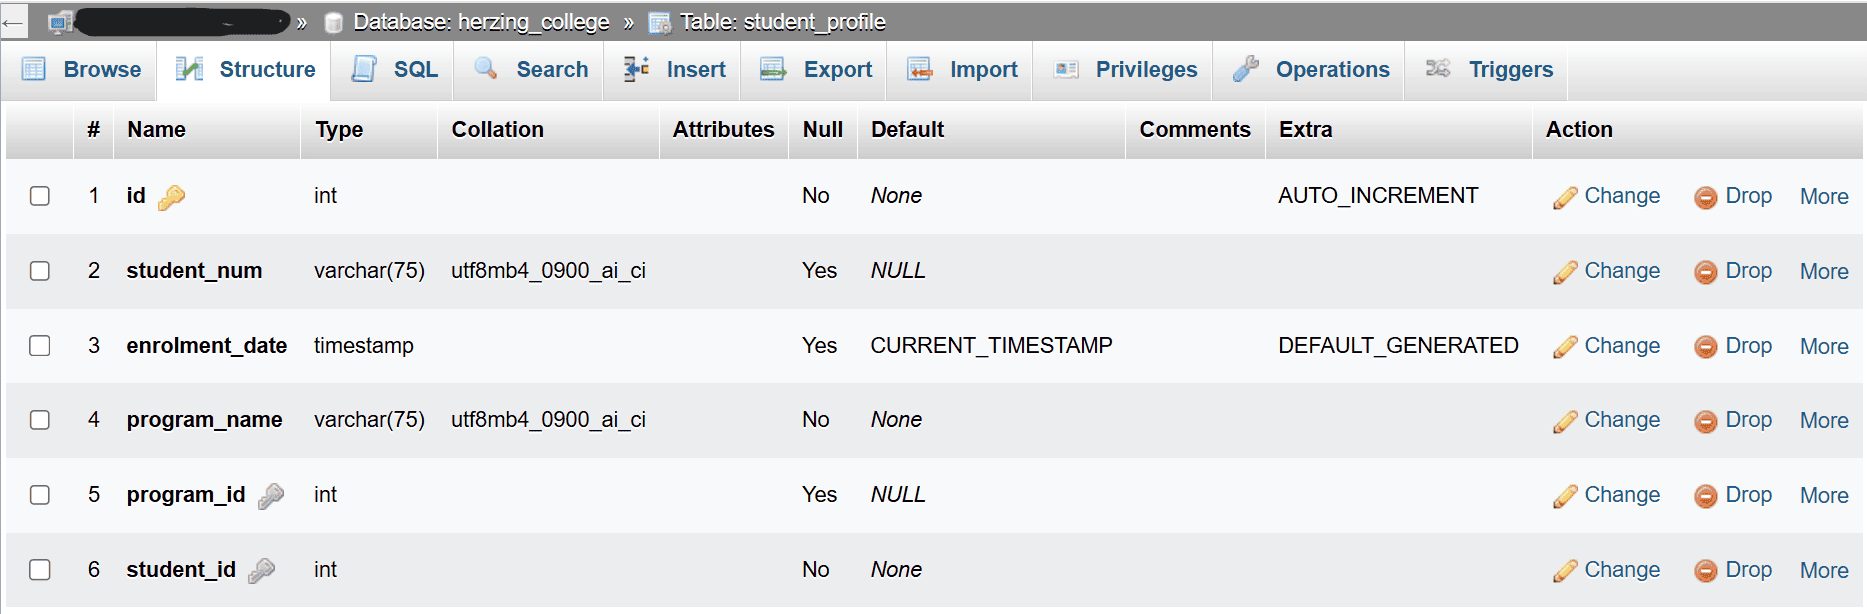 » Database: herzing_college » Table: student_profile
Browse Structure SQL Search Insert Export Import Privileges Operations Triggers
# Name Type Collation Attributes Null Default Comments Extra Action
1 id int No None AUTO_INCREMENT Change Drop More
2 student_num varchar(75) utf8mb4_0900_ai_ci Yes NULL Change Drop More
3 enrolment_date timestamp Yes CURRENT_TIMESTAMP DEFAULT_GENERATED Change Drop More
4 program_name varchar(75) utf8mb4_0900_ai_ci No None Change Drop More
5 program_id int Yes NULL Change Drop More
6 student_id int No None Change Drop More